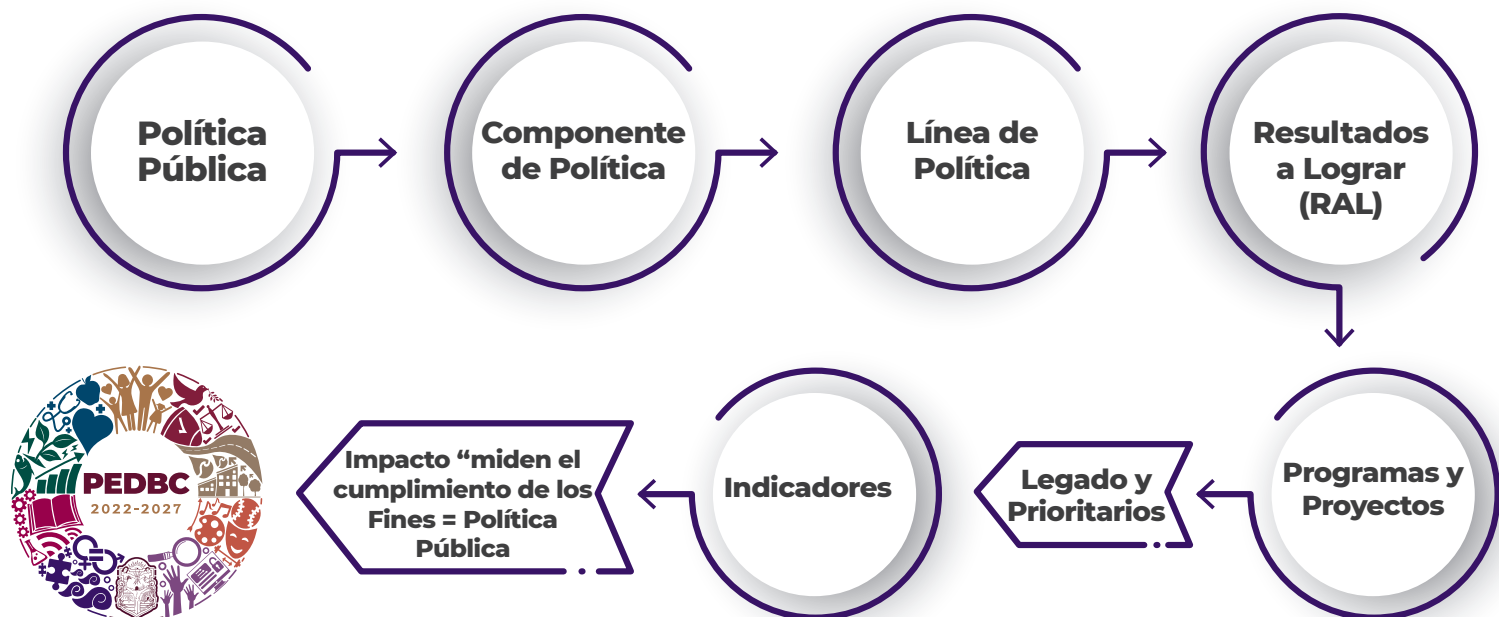 Política
Pública
Componente
de Política
Línea de
Política
Resultados
a Lograr
(RAL)
Programas y
Proyectos
Legado y
Prioritarios
Indicadores
Impacto “miden el
cumplimiento de los
Fines = Política
Pública
PEDBC
2022-2027